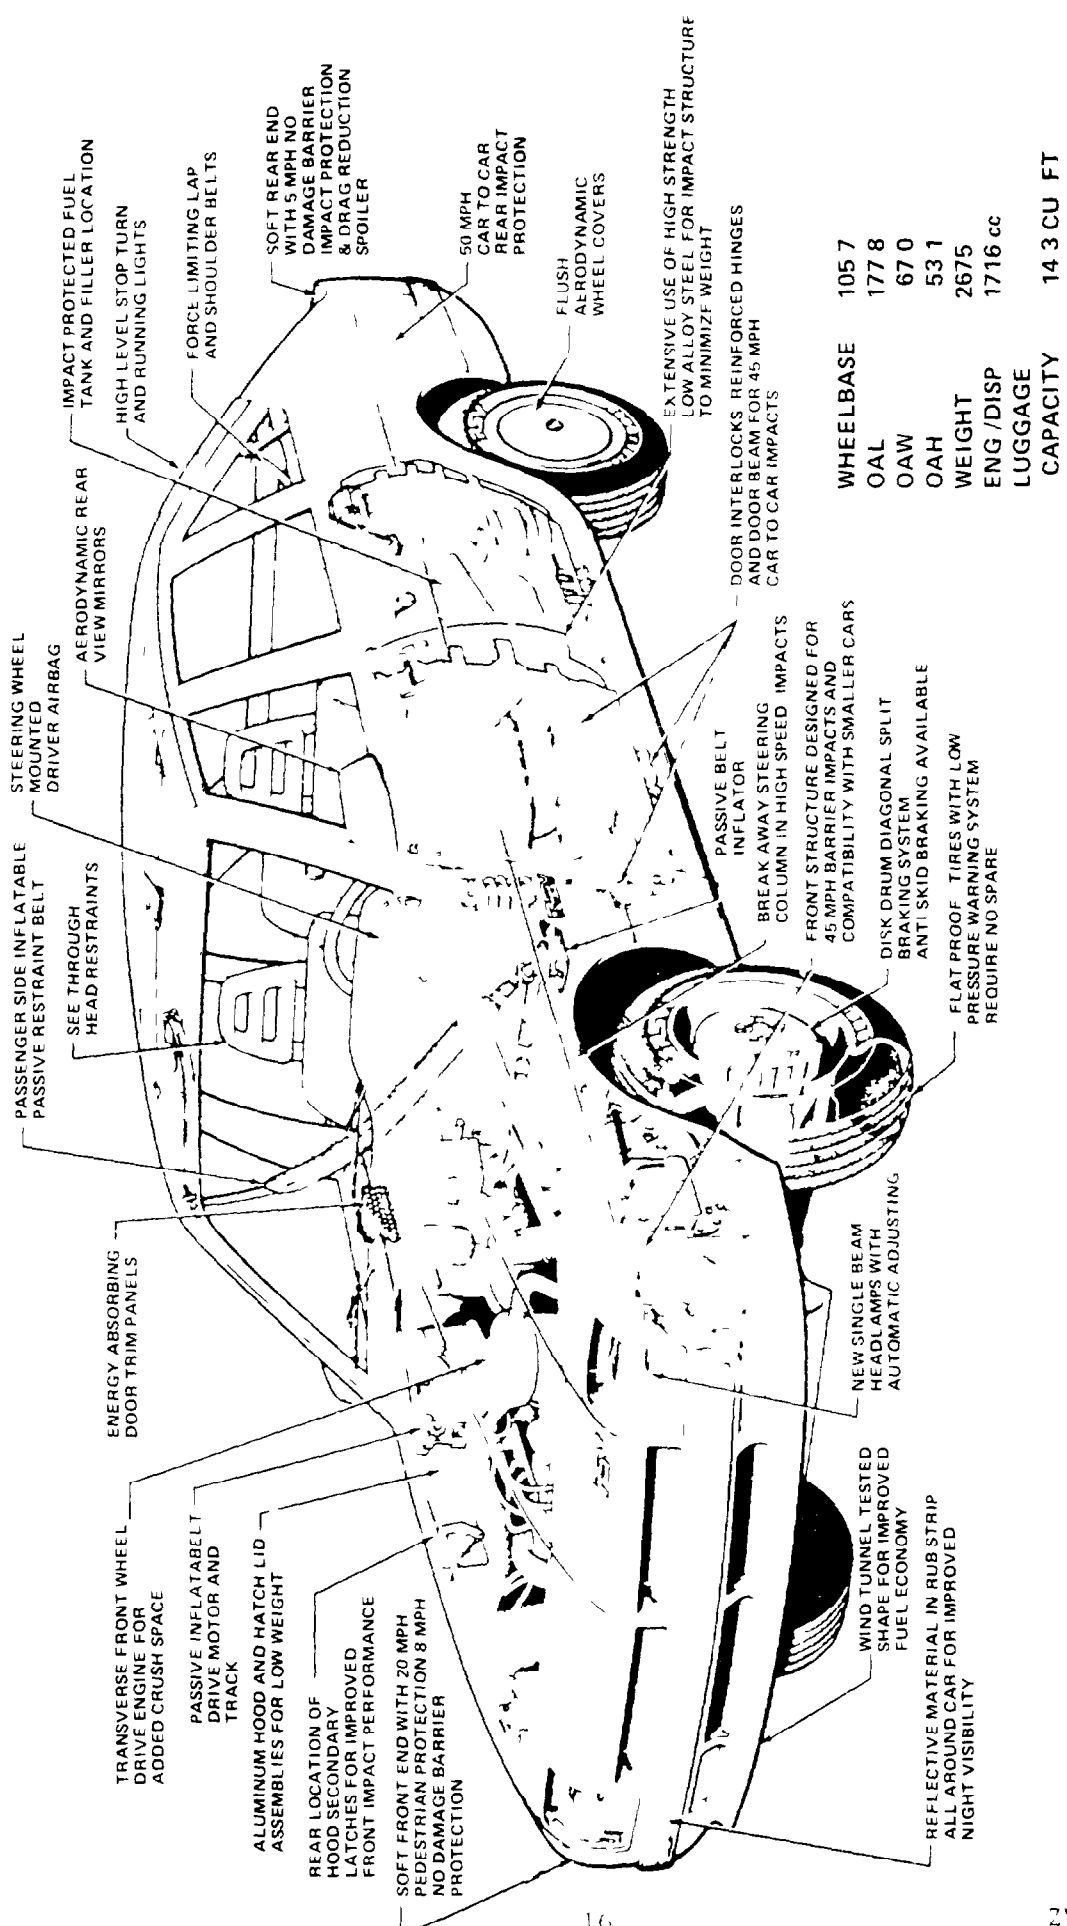 PASSENGER SIDE INFLATABLE
PASSIVE RESTRAINT BELT
STEERING WHEEL
MOUNTED
DRIVER AIRBAG
SEE THROUGH
HEAD RESTRAINTS
AERODYNAMIC REAR
VIEW MIRRORS
IMPACT PROTECTED FUEL
TANK AND FILLER LOCATION
HIGH LEVEL STOP TURN
AND RUNNING LIGHTS
FORCE LIMITING LAP
AND SHOULDER BELTS
SOFT REAR END
WITH 5 MPH NO
DAMAGE BARRIER
IMPACT PROTECTION
& DRAG REDUCTION
SPOILER
50 MPH
CAR TO CAR
REAR IMPACT
PROTECTION
FLUSH
AERODYNAMIC
WHEEL COVERS
EXTENSIVE USE OF HIGH STRENGTH
LOW ALLOY STEEL FOR IMPACT STRUCTURE
TO MINIMIZE WEIGHT
DOOR INTERLOCKS REINFORCED HINGES
AND DOOR BEAM FOR 45 MPH
CAR TO CAR IMPACTS
ENERGY ABSORBING
DOOR TRIM PANELS
TRANSVERSE FRONT WHEEL
DRIVE ENGINE FOR
ADDED CRUSH SPACE
PASSIVE INFLATABELT
DRIVE MOTOR AND
TRACK
ALUMINUM HOOD AND HATCH LID
ASSEMBLIES FOR LOW WEIGHT
REAR LOCATION OF
HOOD SECONDARY
LATCHES FOR IMPROVED
FRONT IMPACT PERFORMANCE
SOFT FRONT END WITH 20 MPH
PEDESTRIAN PROTECTION 8 MPH
NO DAMAGE BARRIER
PROTECTION
PASSIVE BELT
INFLATOR
BREAK AWAY STEERING
COLUMN IN HIGH SPEED IMPACTS
FRONT STRUCTURE DESIGNED FOR
45 MPH BARRIER IMPACTS AND
COMPATIBILITY WITH SMALLER CARS
DISK DRUM DIAGONAL SPLIT
BRAKING SYSTEM
ANTI SKID BRAKING AVAILABLE
FLAT PROOF TIRES WITH LOW
PRESSURE WARNING SYSTEM
REQUIRE NO SPARE
NEW SINGLE BEAM
HEADLAMPS WITH
AUTOMATIC ADJUSTING
WIND TUNNEL TESTED
SHAPE FOR IMPROVED
FUEL ECONOMY
REFLECTIVE MATERIAL IN RUB STRIP
ALL AROUND CAR FOR IMPROVED
NIGHT VISIBILITY
WHEELBASE 105 7
OAL 177 8
OAW 67 0
OAH 53 1
WEIGHT 2675
ENG /DISP 1716 cc
LUGGAGE
CAPACITY 14 3 CU FT
16